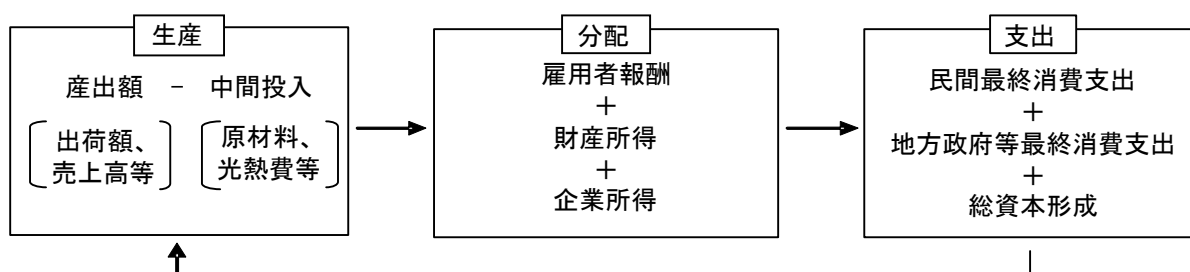 生産
産出額 - 中間投入
出荷額、
売上高等
原材料、
光熱費等
分配
雇用者報酬
+
財産所得
+
企業所得
支出
民間最終消費支出
+
地方政府等最終消費支出
+
総資本形成